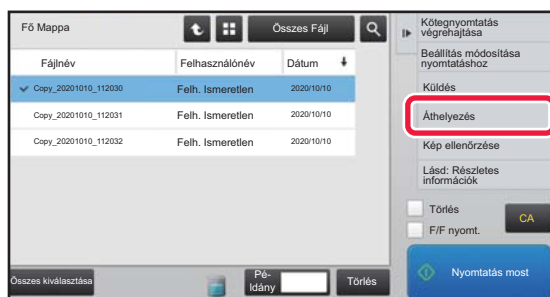 Fő Mappa
Összes Fájl
Fájlnév Felhasználónév Dátum
Copy_20201010_112030 Felh. Ismeretlen 2020/10/10
Copy_20201010_112031 Felh. Ismeretlen 2020/10/10
Copy_20201010_112032 Felh. Ismeretlen 2020/10/10
Összes kiválasztása
Pé-
ldány
Törlés
Kötegnyomtatás
végrehajtása
Beállítás módosítása
nyomtatáshoz
Küldés
Áthelyezés
Kép ellenőrzése
Lásd: Részletes
információk
Törlés
F/F nyomt.
CA
Nyomtatás most